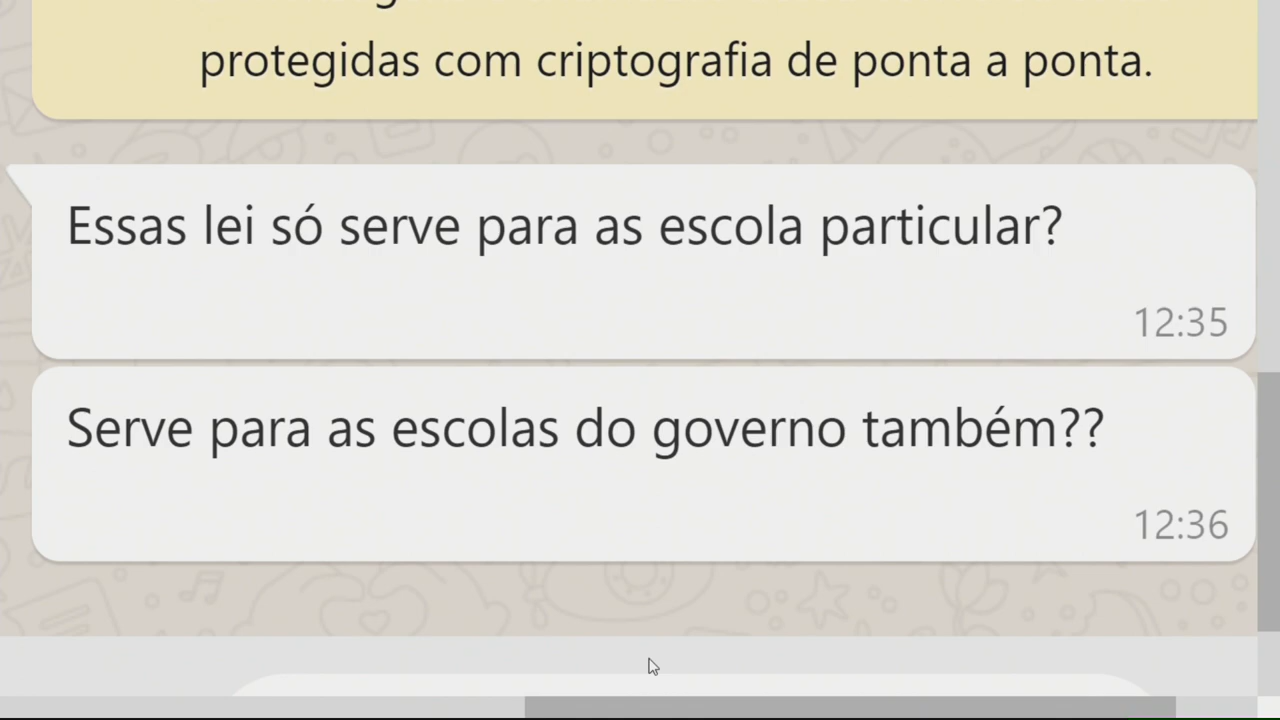 protegidas com criptografia de ponta a ponta.
Essas lei só serve para as escola particular?
12:35
Serve para as escolas do governo também??
12:36